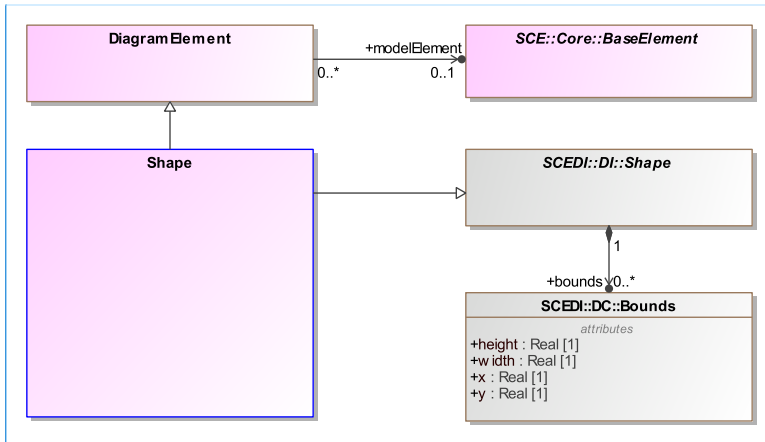 DiagramElement
SCE::Core::BaseElement
+modelElement
0..*
0..1
Shape
SCEDI::DI::Shape
1
+bounds
0..*
SCEDI::DC::Bounds
attributes
+height : Real [1]
+width : Real [1]
+x : Real [1]
+y : Real [1]